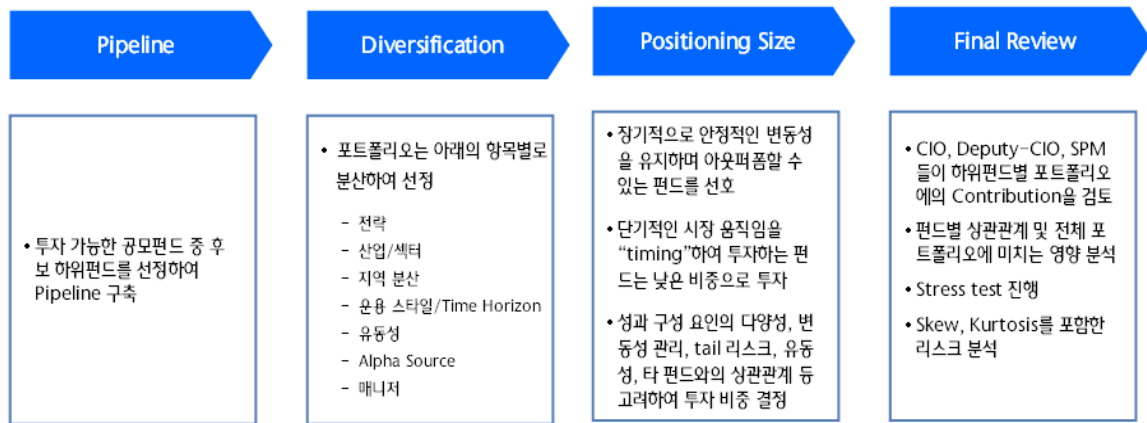 Pipeline
Diversification
Positioning Size
Final Review
• 투자 가능한 공모펀드 중 후
보 하위펀드를 선정하여
Pipeline 구축
• 포트폴리오는 아래의 항목별로
분산하여 선정
- 전략
- 산업/섹터
- 지역 분산
- 운용 스타일/Time Horizon
- 유동성
- Alpha Source
- 매니저
• 장기적으로 안정적인 변동성
을 유지하며 아웃퍼폼할 수
있는 펀드를 선호
• 단기적인 시장 움직임을
“timing”하여 투자하는 펀
드는 낮은 비중으로 투자
• 성과 구성 요인의 다양성, 변
동성 관리, tail 리스크, 유동
성, 타 펀드와의 상관관계 등
고려하여 투자 비중 결정
• CIO, Deputy-CIO, SPM
들이 하위펀드별 포트폴리오
에의 Contribution을 검토
• 펀드별 상관관계 및 전체 포
트폴리오에 미치는 영향 분석
• Stress test 진행
• Skew, Kurtosis를 포함한
리스크 분석